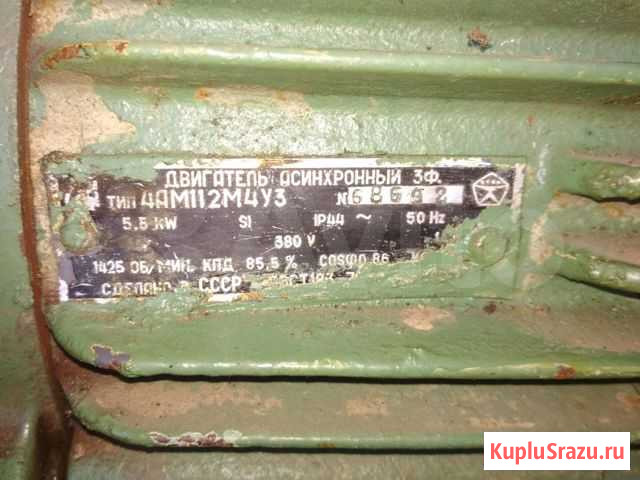 ДВИГАТЕЛЬ АСИНХРОННЫЙ 3Ф.
ТИП 4АМ112М4У3 N 68692
5.5 KW S1 IP44 ~ 50 Hz
380 V
1425 ОБ/МИН. КПД 85,5 % COSφ0.86
СДЕЛАНО В СССР
KupluSrazu.ru